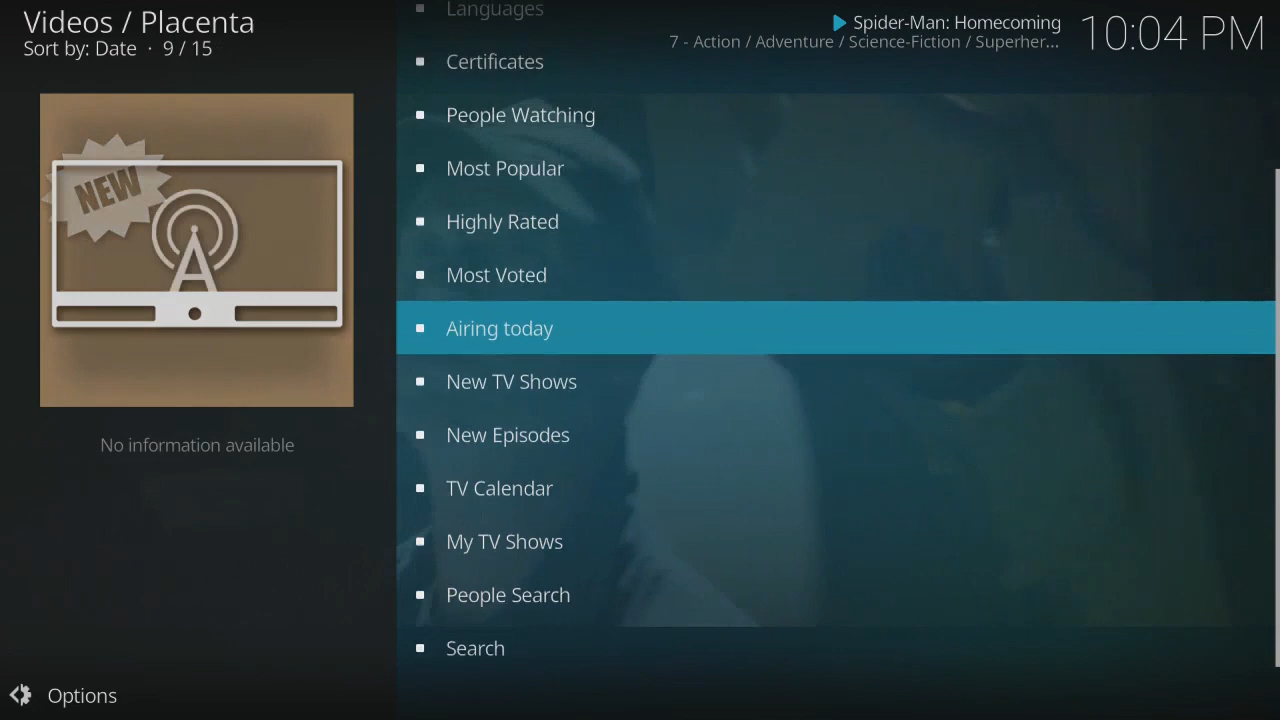 Videos / Placenta
Sort by: Date · 9 / 15
Spider-Man: Homecoming
7 - Action / Adventure / Science-Fiction / Superher...
10:04 PM
NEW
No information available
Languages
Certificates
People Watching
Most Popular
Highly Rated
Most Voted
Airing today
New TV Shows
New Episodes
TV Calendar
My TV Shows
People Search
Search
Options